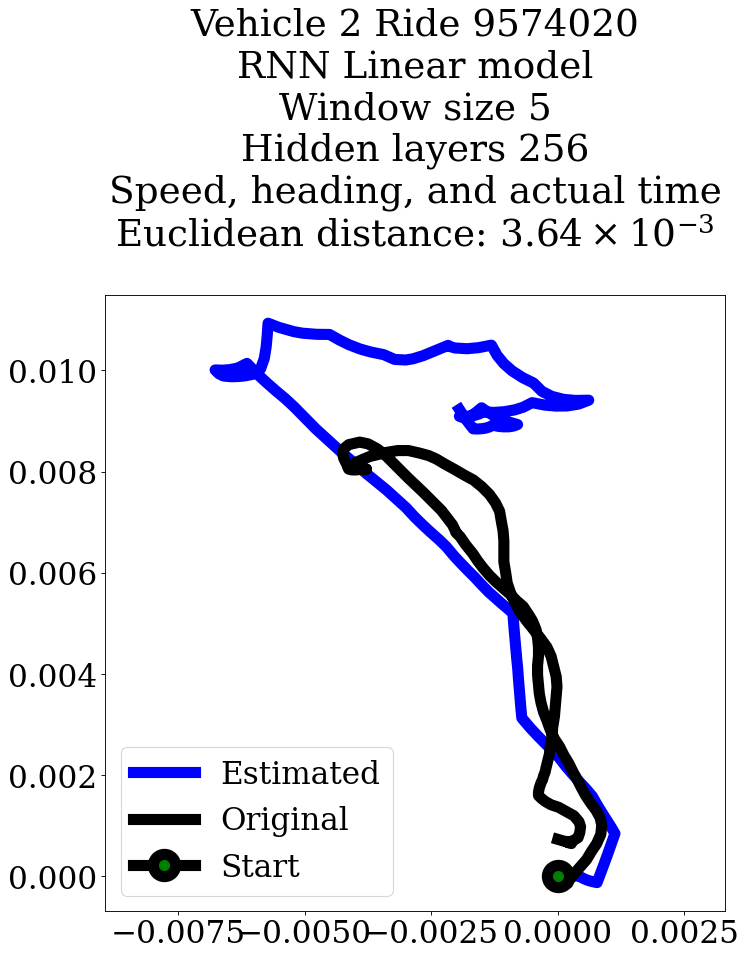 Vehicle 2 Ride 9574020
RNN Linear model
Window size 5
Hidden layers 256
Speed, heading, and actual time
Euclidean distance: 3.64 × 10⁻³
0.010
0.008
0.006
0.004
0.002
0.000
Estimated
Original
Start
−0.0075 −0.0050 −0.0025 0.0000 0.0025